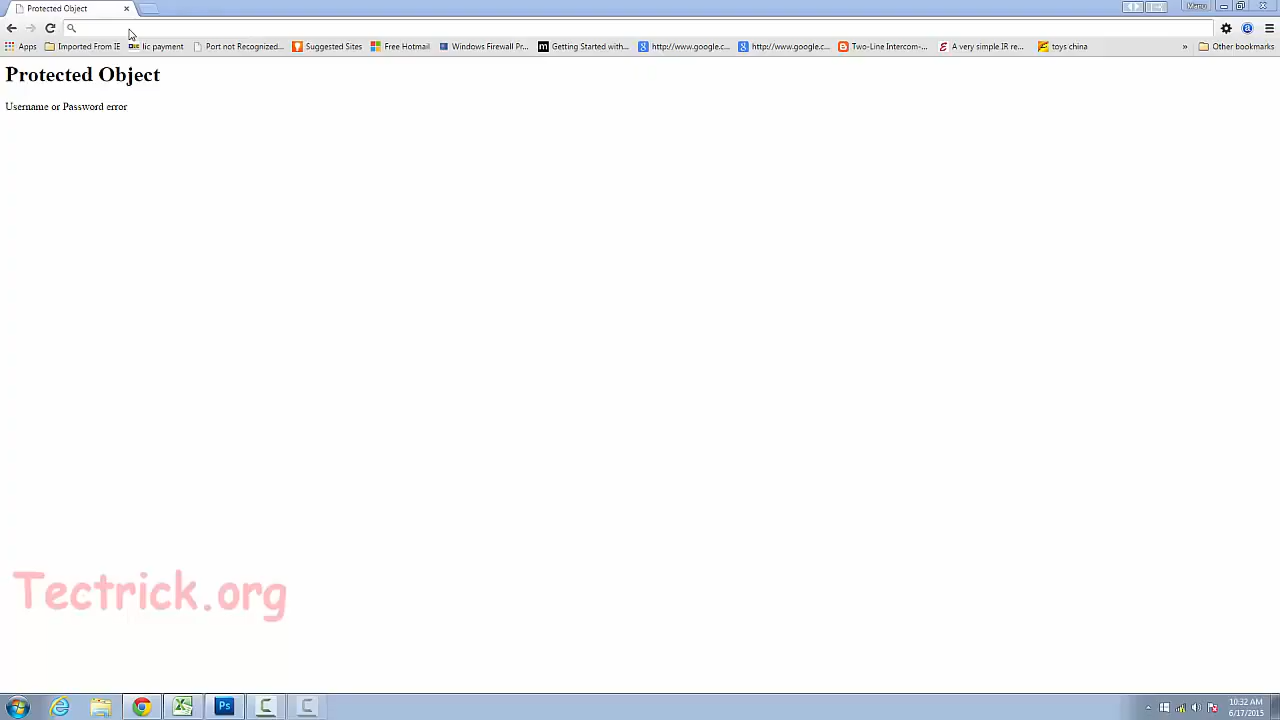 Protected Object
Menu
Apps
Imported From IE
lic payment
Port not Recognized...
Suggested Sites
Free Hotmail
Windows Firewall Pr...
Getting Started with...
http://www.google.c...
http://www.google.c...
Two-Line Intercom-...
A very simple IR re...
toys china
»
Other bookmarks
Protected Object
Username or Password error
Tectrick.org
10:32 AM
6/17/2015